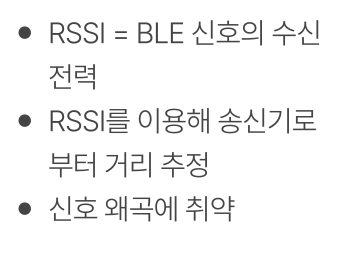 • RSSI = BLE 신호의 수신
전력
• RSSI를 이용해 송신기로
부터 거리 추정
• 신호 왜곡에 취약